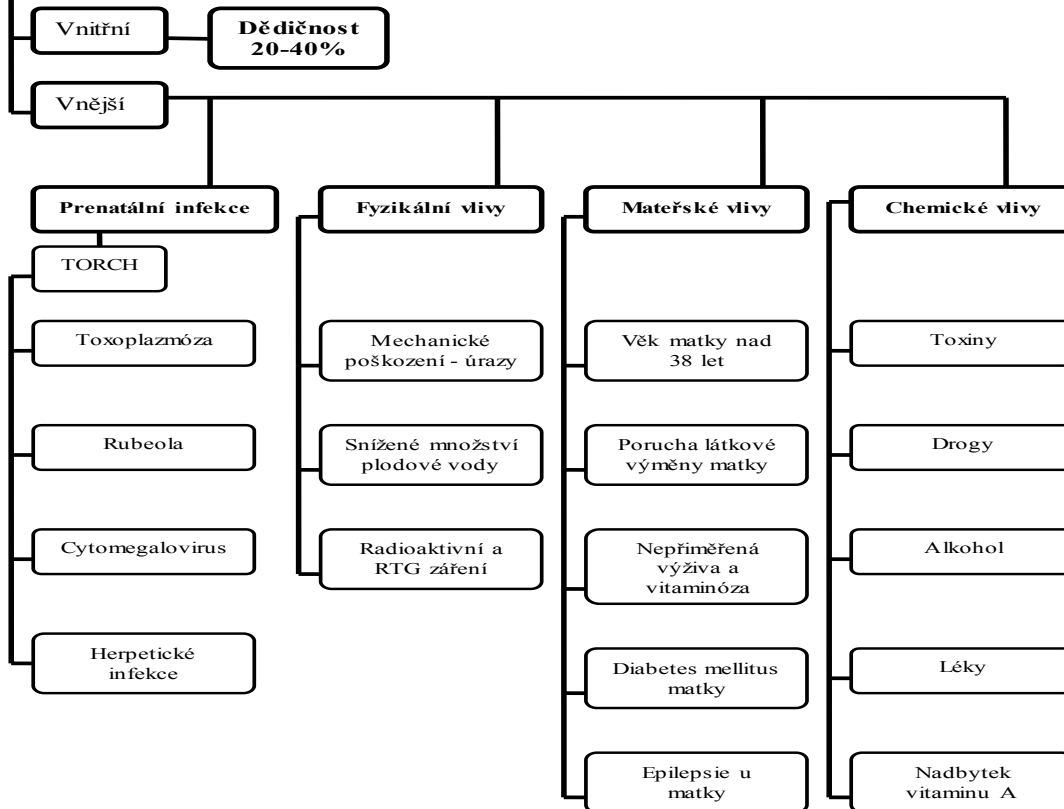 Vnitřní
Dědičnost
20-40%
Vnější
Prenatální infekce
Fyzikální vlivy
Mateřské vlivy
Chemické vlivy
TORCH
Toxoplazmóza
Rubeola
Cytomegalovirus
Herpetické
infekce
Mechanické
poškození - úrazy
Snížené množství
plodové vody
Radioaktivní a
RTG záření
Věk matky nad
38 let
Porucha látkové
výměny matky
Nepřiměřená
výživa a
vitaminóza
Diabetes mellitus
matky
Epilepsie u
matky
Toxiny
Drogy
Alkohol
Léky
Nadbytek
vitaminu A